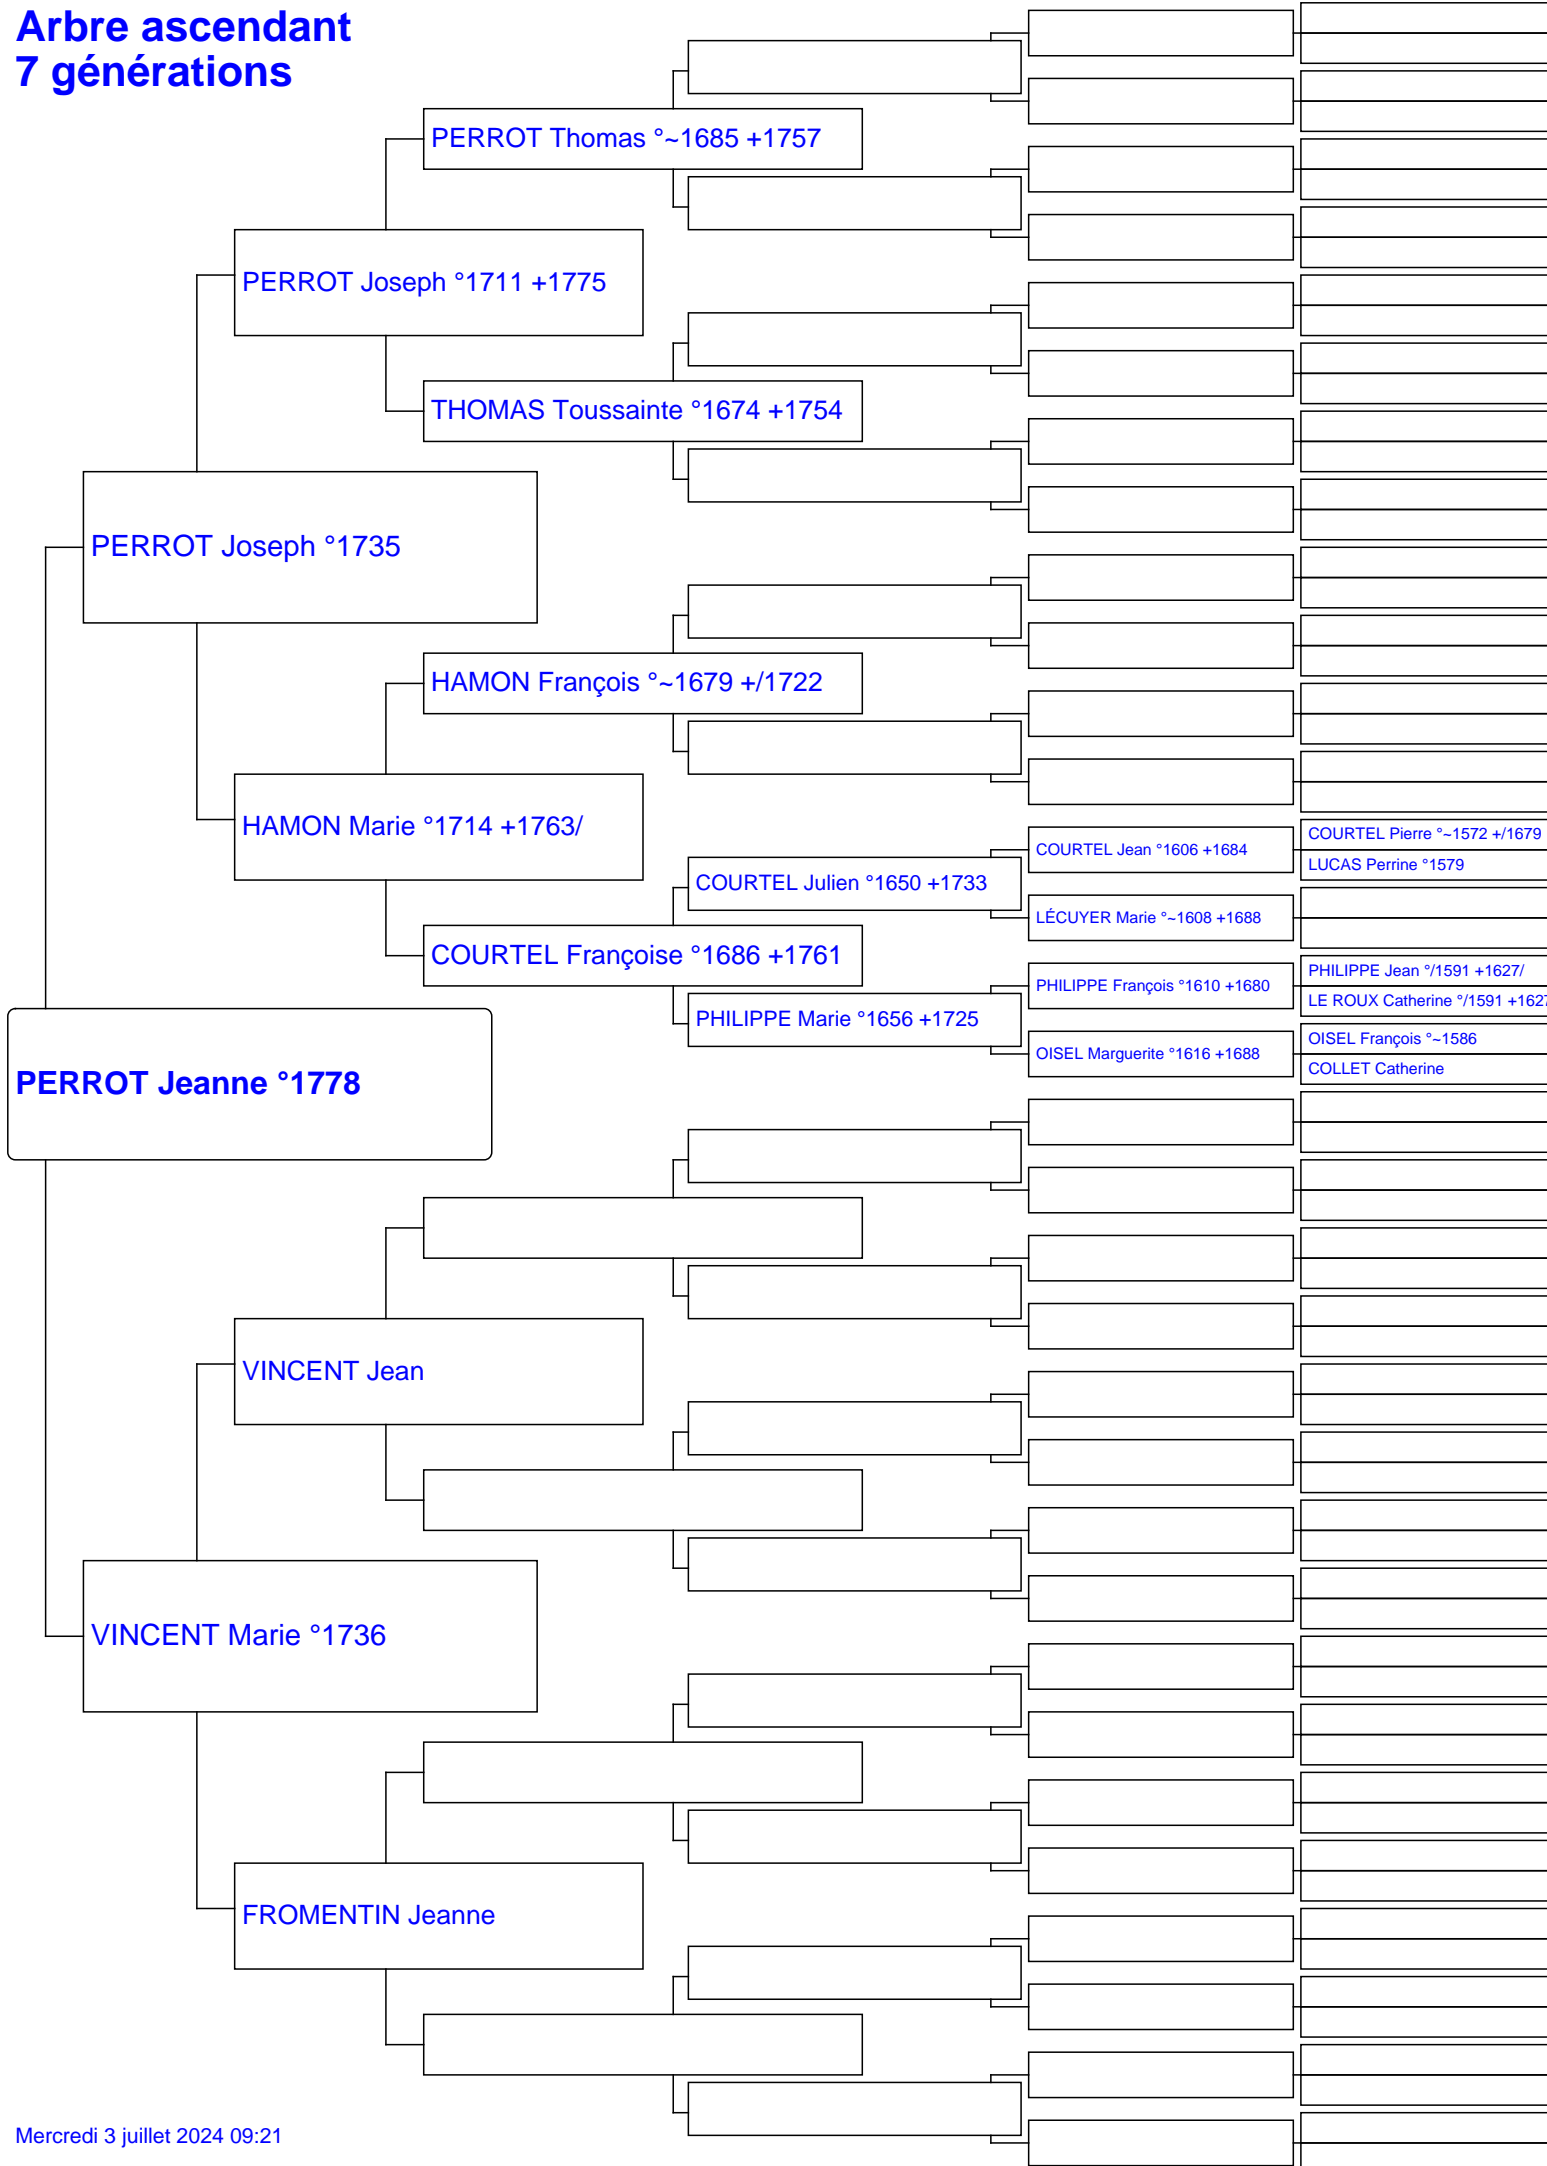 Arbre ascendant
7 générations
PERROT Thomas °~1685 +1757
PERROT Joseph °1711 +1775
THOMAS Toussainte °1674 +1754
PERROT Joseph °1735
HAMON François °~1679 +/1722
HAMON Marie °1714 +1763/
COURTEL Pierre °~1572 +/1679
COURTEL Jean °1606 +1684
LUCAS Perrine °1579
COURTEL Julien °1650 +1733
LÉCUYER Marie °~1608 +1688
COURTEL Françoise °1686 +1761
PHILIPPE Jean °/1591 +1627/
PHILIPPE François °1610 +1680
LE ROUX Catherine °/1591 +1627
PHILIPPE Marie °1656 +1725
OISEL François °~1586
OISEL Marguerite °1616 +1688
COLLET Catherine
PERROT Jeanne °1778
VINCENT Jean
VINCENT Marie °1736
FROMENTIN Jeanne
Mercredi 3 juillet 2024 09:21